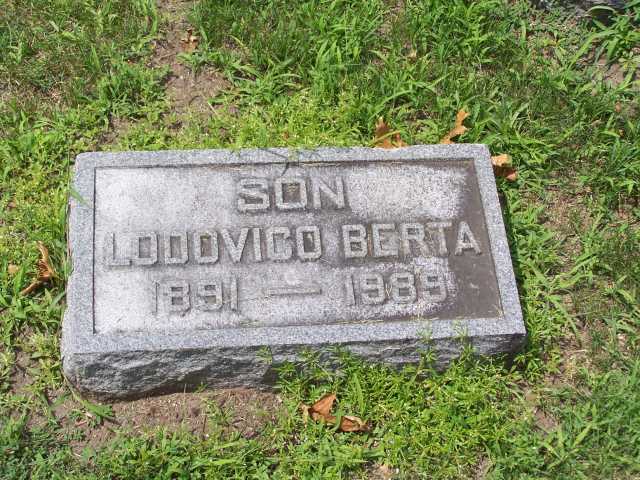 SON
LODOVICO BERTA
1891 — 1989